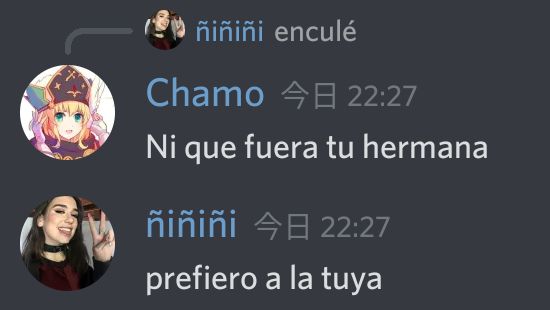 ñiñiñi enculé
Chamo 今日 22:27
Ni que fuera tu hermana
ñiñiñi 今日 22:27
prefiero a la tuya